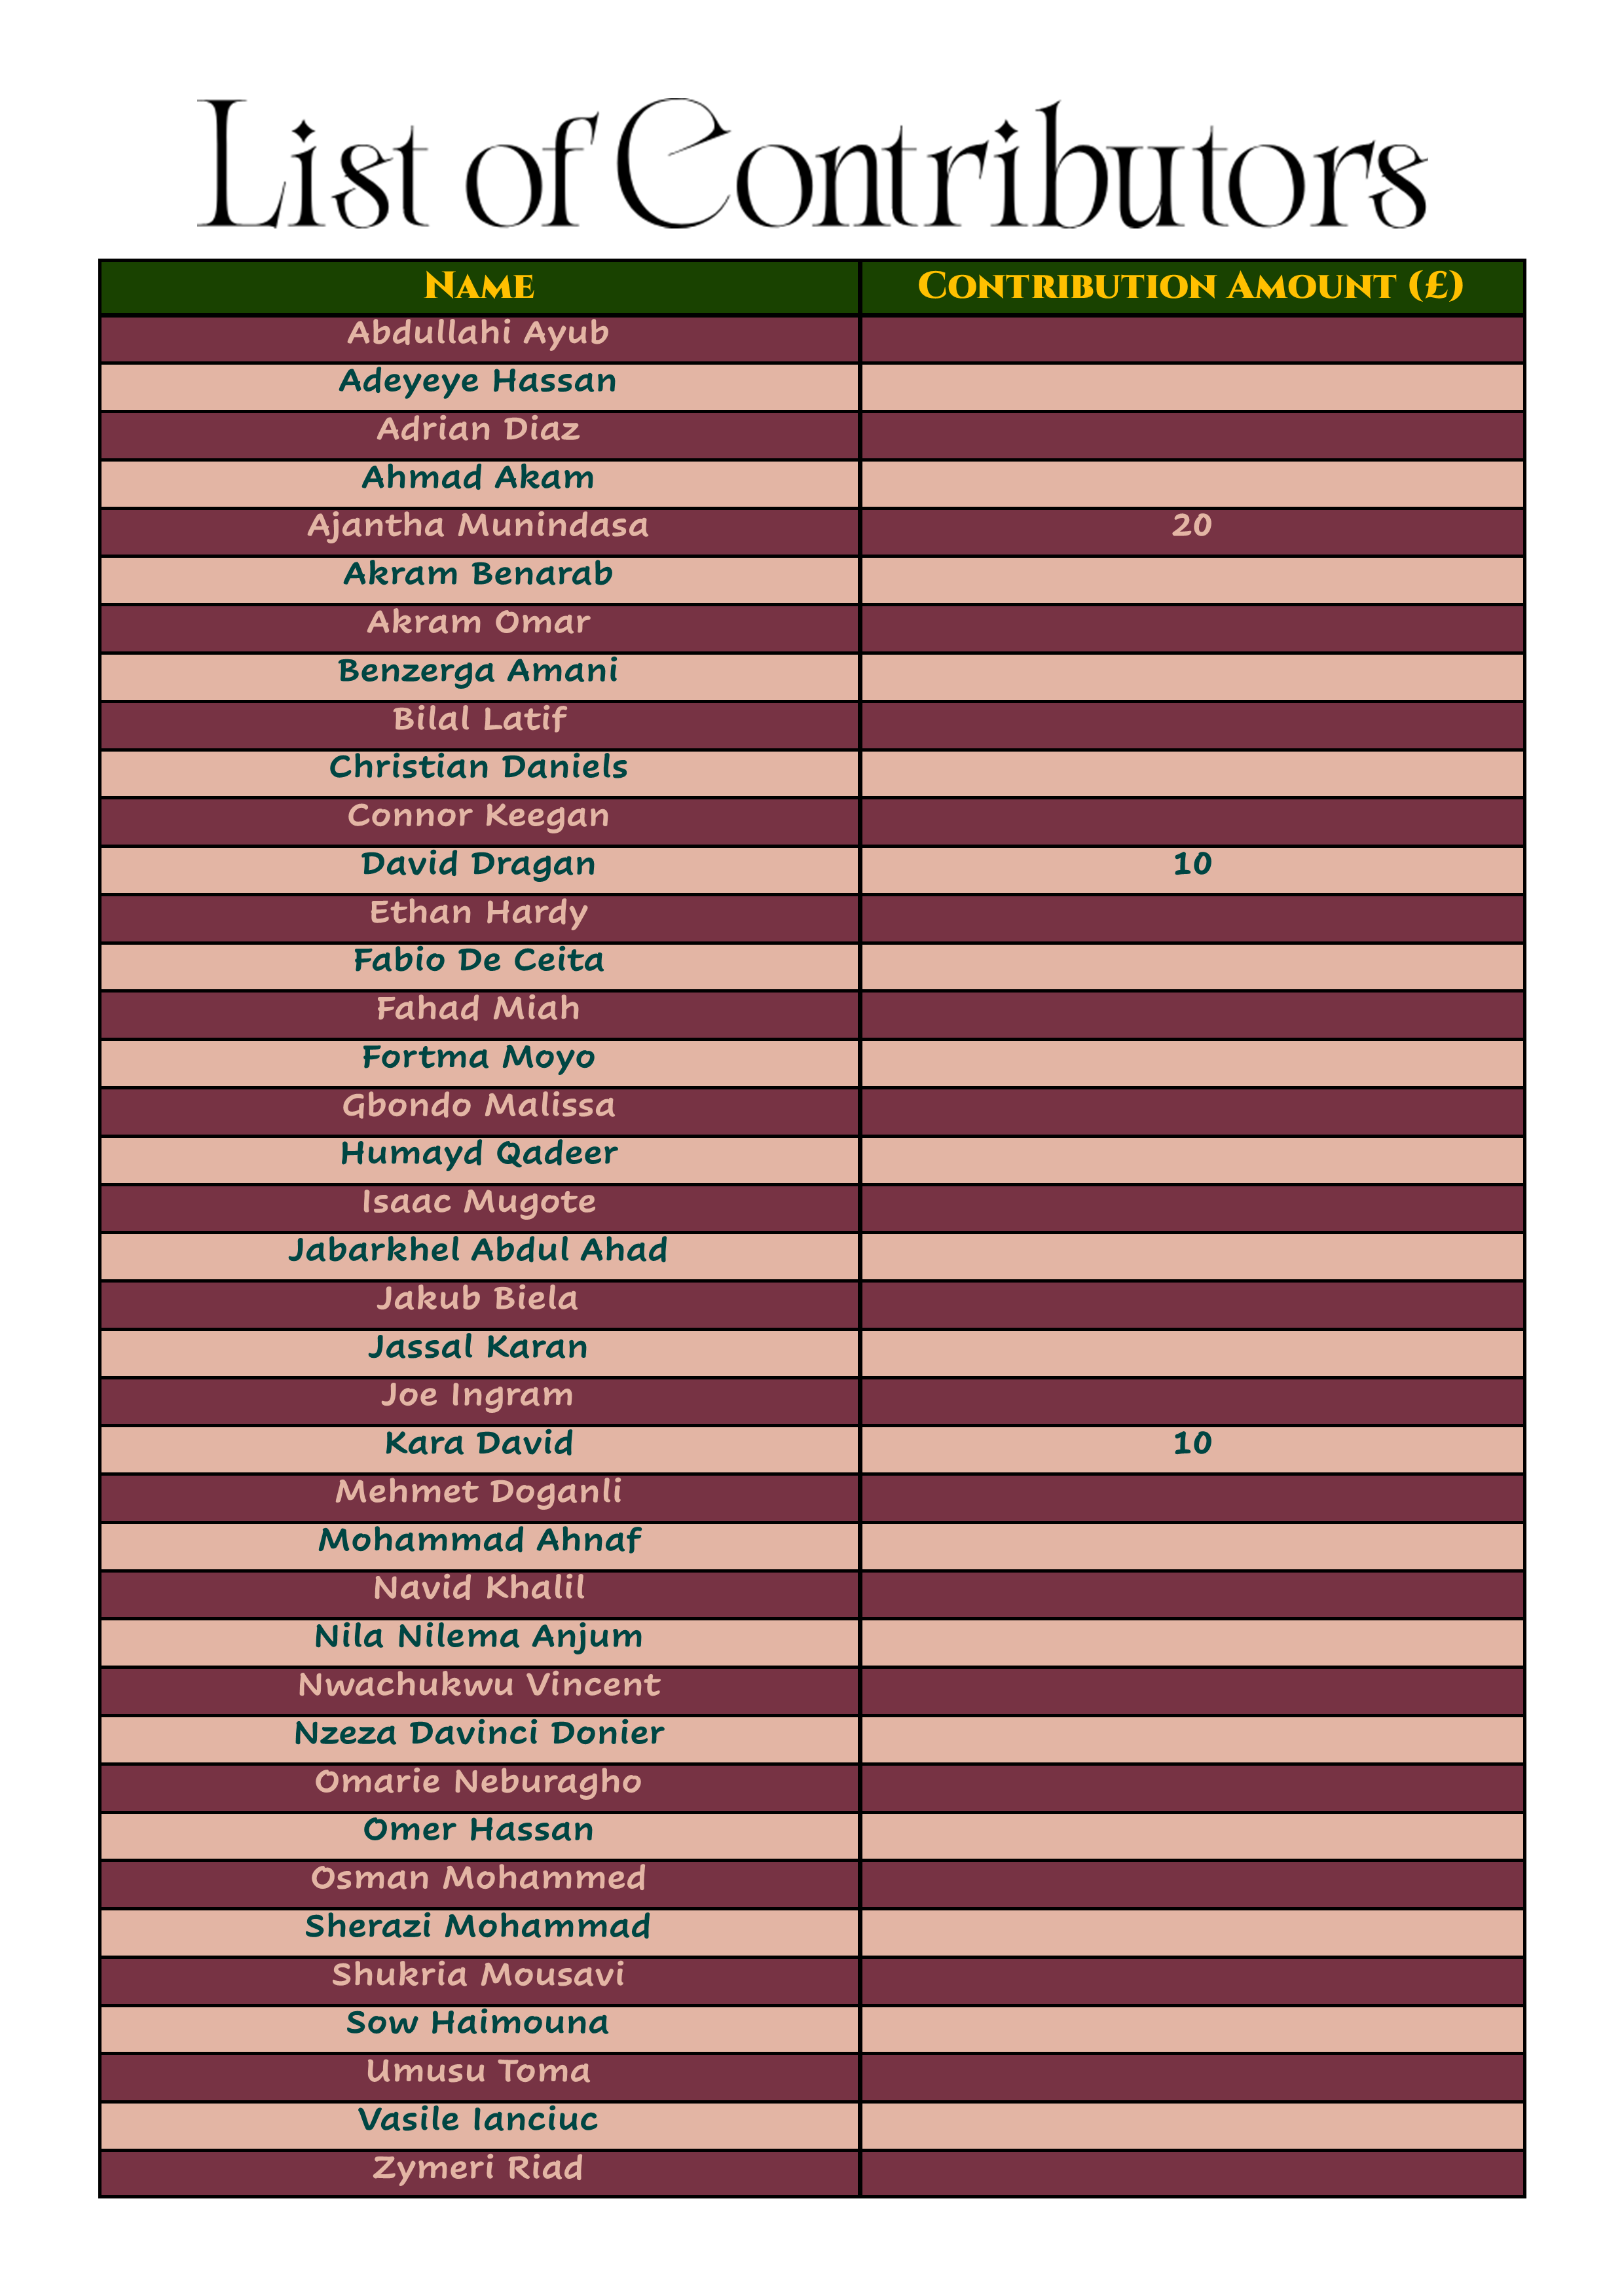 List of Contributors
Name Contribution Amount (£)
Abdullahi Ayub
Adeyeye Hassan
Adrian Diaz
Ahmad Akam
Ajantha Munindasa 20
Akram Benarab
Akram Omar
Benzerga Amani
Bilal Latif
Christian Daniels
Connor Keegan
David Dragan 10
Ethan Hardy
Fabio De Ceita
Fahad Miah
Fortma Moyo
Gbondo Malissa
Humayd Qadeer
Isaac Mugote
Jabarkhel Abdul Ahad
Jakub Biela
Jassal Karan
Joe Ingram
Kara David 10
Mehmet Doganli
Mohammad Ahnaf
Navid Khalil
Nila Nilema Anjum
Nwachukwu Vincent
Nzeza Davinci Donier
Omarie Neburagho
Omer Hassan
Osman Mohammed
Sherazi Mohammad
Shukria Mousavi
Sow Haimouna
Umusu Toma
Vasile Ianciuc
Zymeri Riad